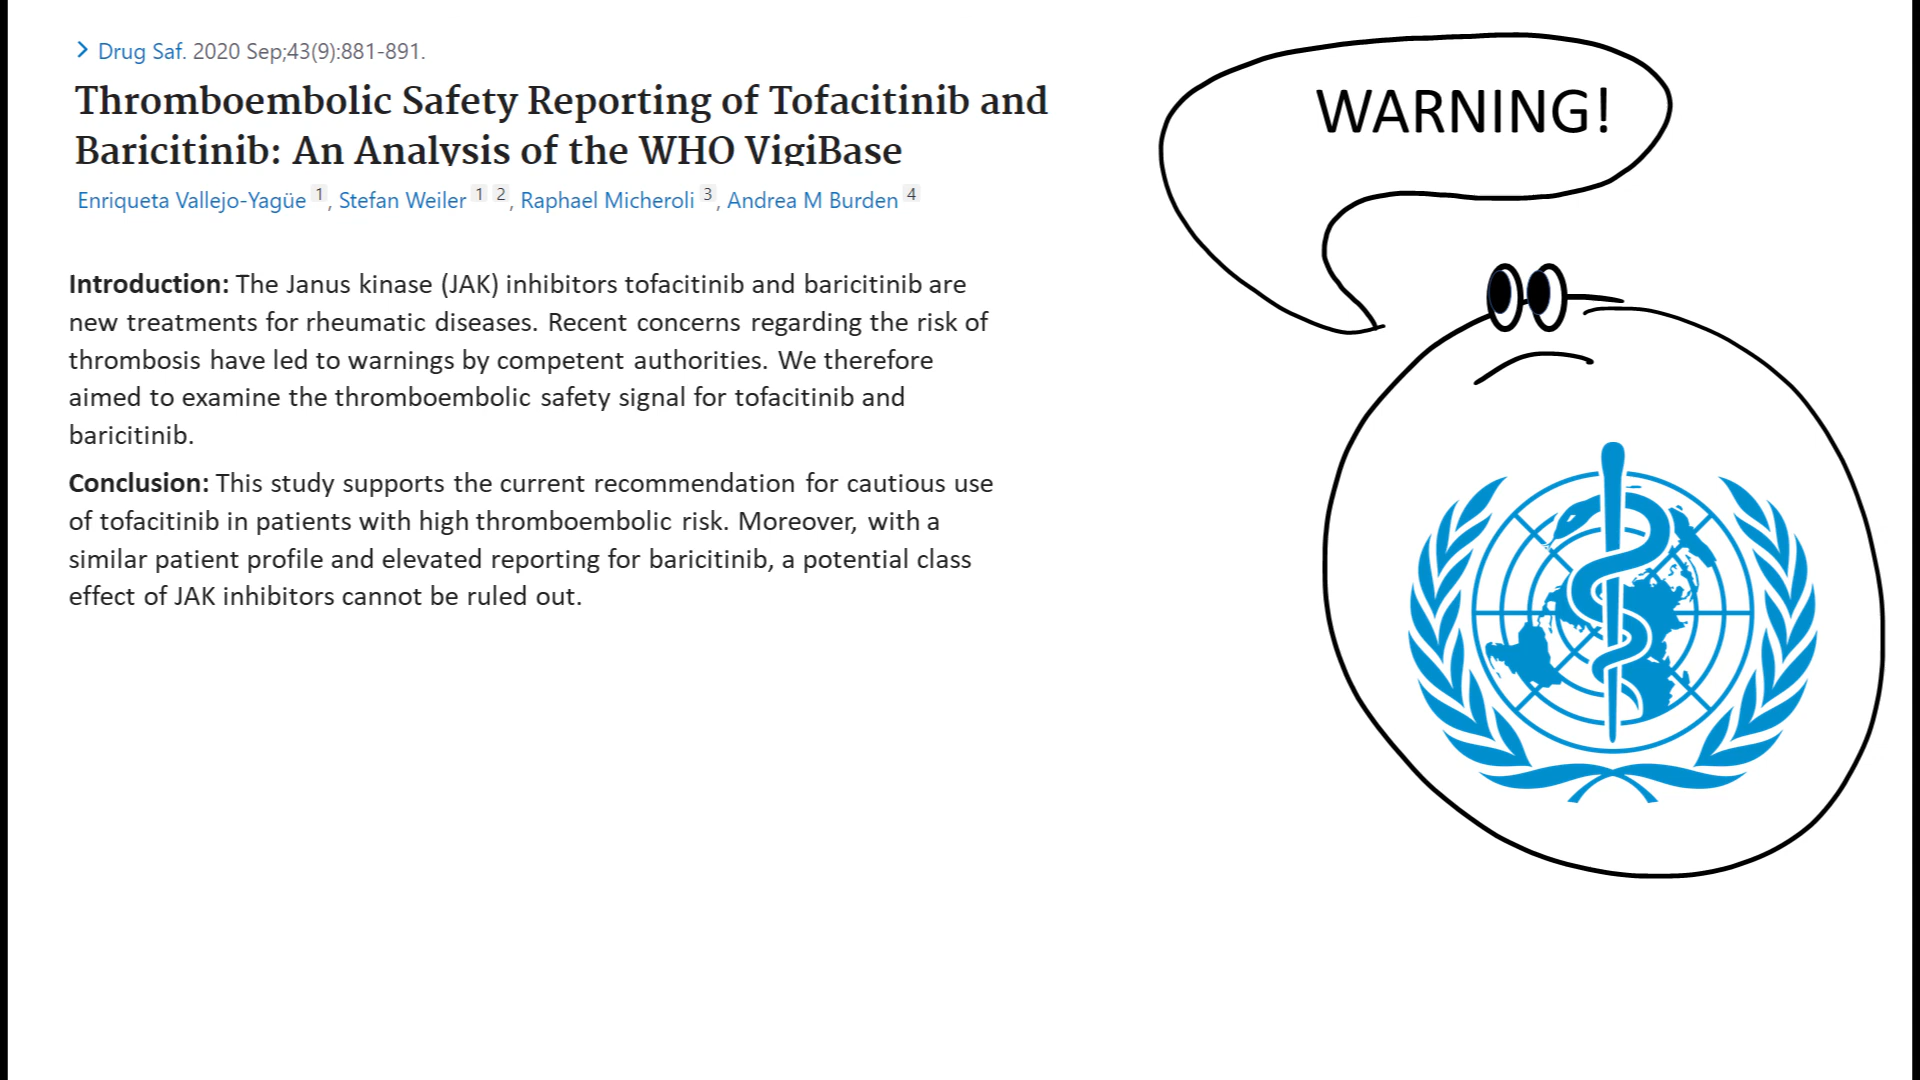 > Drug Saf. 2020 Sep;43(9):881-891.
Thromboembolic Safety Reporting of Tofacitinib and
Baricitinib: An Analysis of the WHO VigiBase
Enriqueta Vallejo-Yagüe 1, Stefan Weiler 1 2, Raphael Micheroli 3, Andrea M Burden 4
Introduction: The Janus kinase (JAK) inhibitors tofacitinib and baricitinib are
new treatments for rheumatic diseases. Recent concerns regarding the risk of
thrombosis have led to warnings by competent authorities. We therefore
aimed to examine the thromboembolic safety signal for tofacitinib and
baricitinib.
Conclusion: This study supports the current recommendation for cautious use
of tofacitinib in patients with high thromboembolic risk. Moreover, with a
similar patient profile and elevated reporting for baricitinib, a potential class
effect of JAK inhibitors cannot be ruled out.
WARNING!